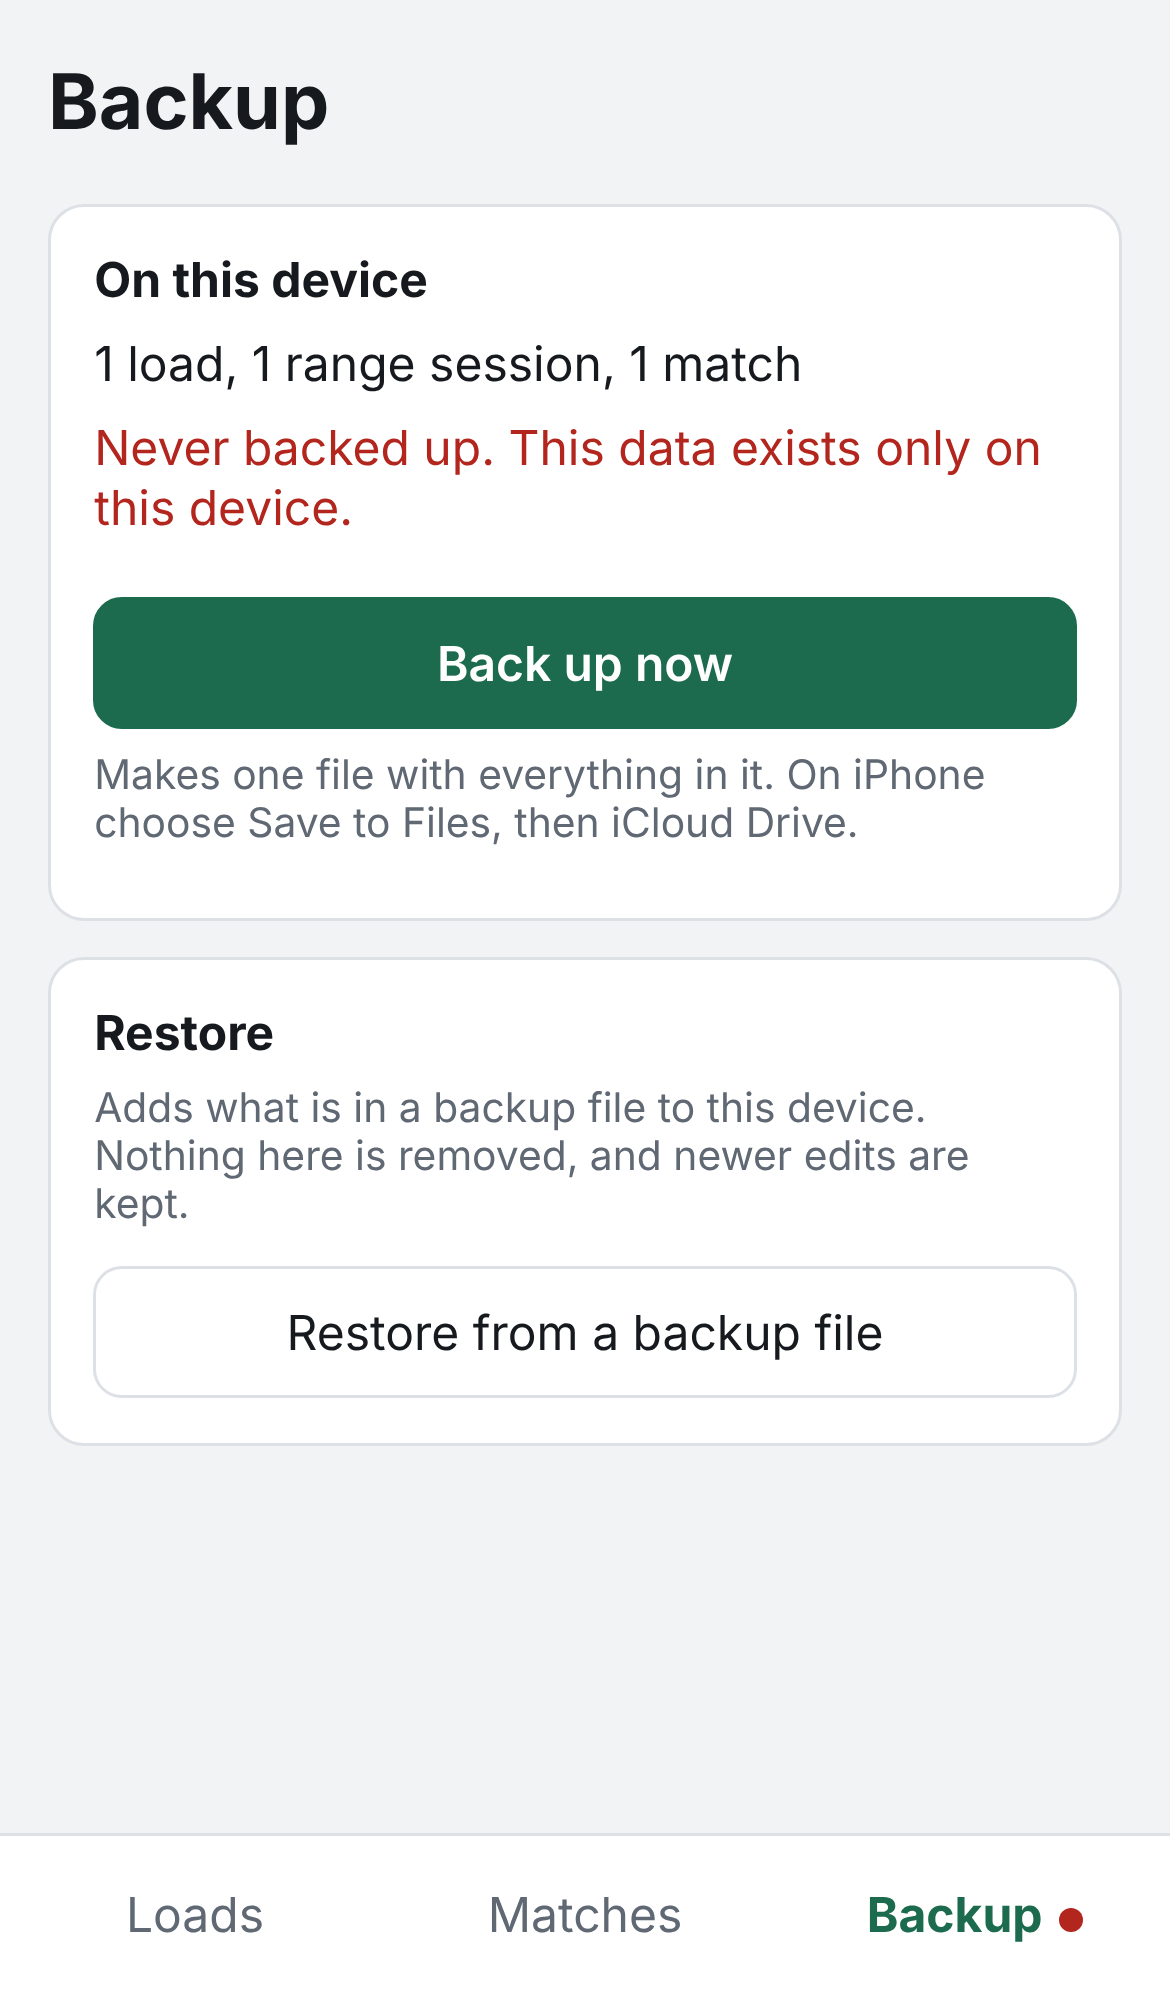 Backup
On this device
1 load, 1 range session, 1 match
Never backed up. This data exists only on
this device.
Back up now
Makes one file with everything in it. On iPhone
choose Save to Files, then iCloud Drive.
Restore
Adds what is in a backup file to this device.
Nothing here is removed, and newer edits are
kept.
Restore from a backup file
Loads
Matches
Backup